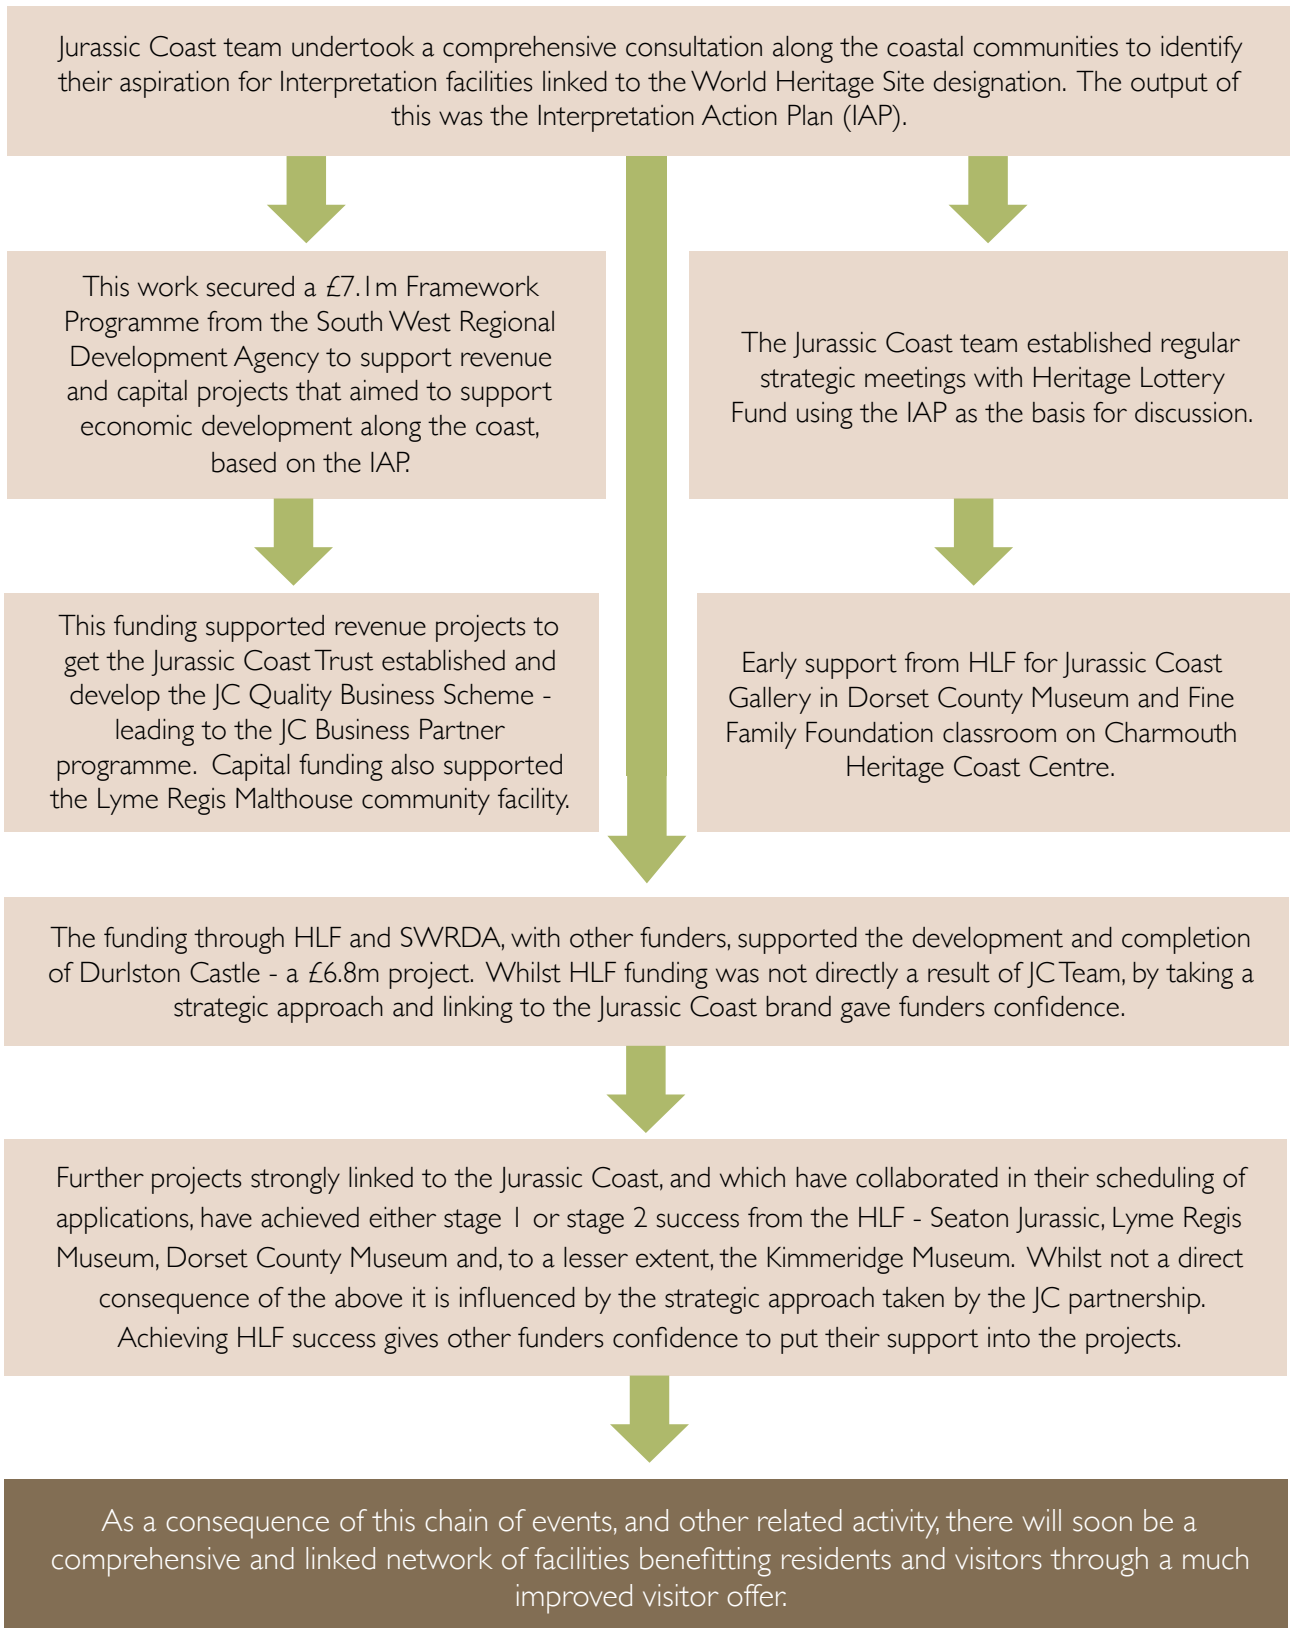 Jurassic Coast team undertook a comprehensive consultation along the coastal communities to identify
their aspiration for Interpretation facilities linked to the World Heritage Site designation. The output of
this was the Interpretation Action Plan (IAP).
This work secured a £7.1m Framework
Programme from the South West Regional
Development Agency to support revenue
and capital projects that aimed to support
economic development along the coast,
based on the IAP.
The Jurassic Coast team established regular
strategic meetings with Heritage Lottery
Fund using the IAP as the basis for discussion.
This funding supported revenue projects to
get the Jurassic Coast Trust established and
develop the JC Quality Business Scheme -
leading to the JC Business Partner
programme. Capital funding also supported
the Lyme Regis Malthouse community facility.
Early support from HLF for Jurassic Coast
Gallery in Dorset County Museum and Fine
Family Foundation classroom on Charmouth
Heritage Coast Centre.
The funding through HLF and SWRDA, with other funders, supported the development and completion
of Durlston Castle - a £6.8m project. Whilst HLF funding was not directly a result of JC Team, by taking a
strategic approach and linking to the Jurassic Coast brand gave funders confidence.
Further projects strongly linked to the Jurassic Coast, and which have collaborated in their scheduling of
applications, have achieved either stage 1 or stage 2 success from the HLF - Seaton Jurassic, Lyme Regis
Museum, Dorset County Museum and, to a lesser extent, the Kimmeridge Museum. Whilst not a direct
consequence of the above it is influenced by the strategic approach taken by the JC partnership.
Achieving HLF success gives other funders confidence to put their support into the projects.
As a consequence of this chain of events, and other related activity, there will soon be a
comprehensive and linked network of facilities benefitting residents and visitors through a much
improved visitor offer.